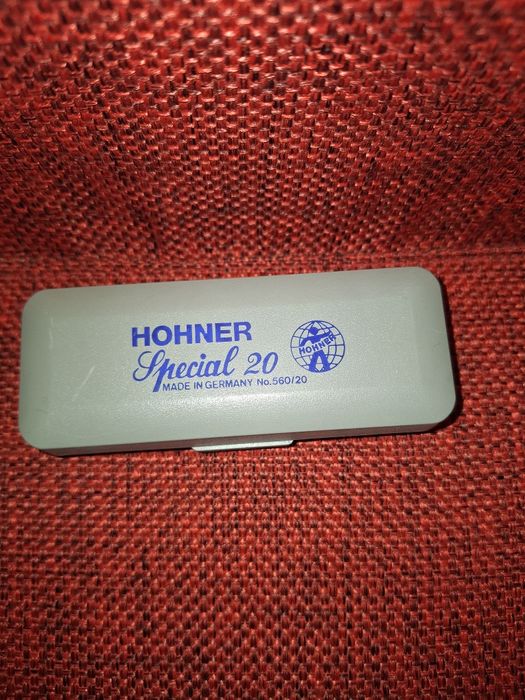 HOHNER
Special 20
MADE IN GERMANY No.560/20
HOHNER